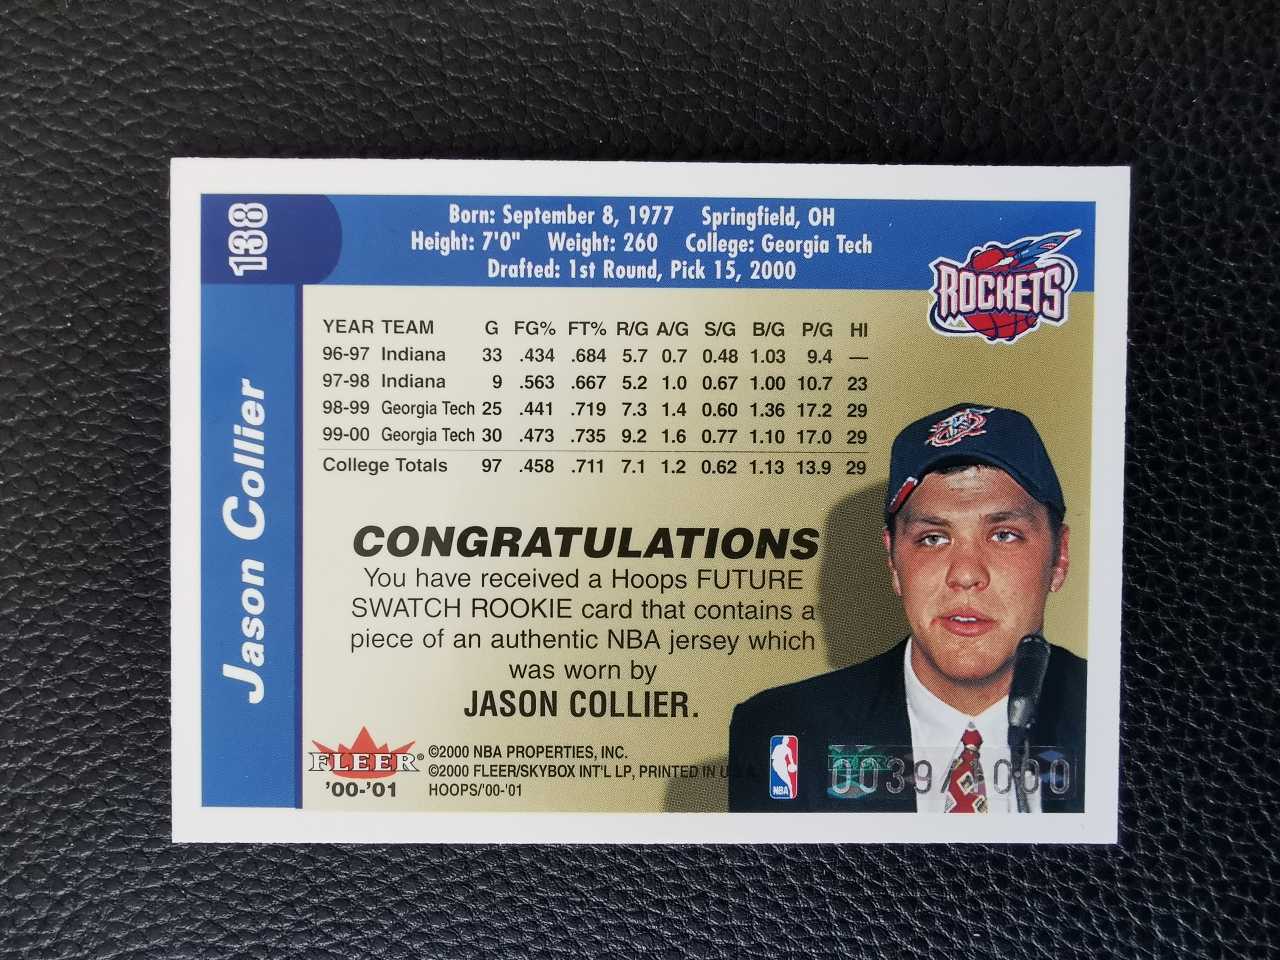 138
Born: September 8, 1977 Springfield, OH
Height: 7'0" Weight: 260 College: Georgia Tech
Drafted: 1st Round, Pick 15, 2000
ROCKETS
Jason Collier
YEAR TEAM G FG% FT% R/G A/G S/G B/G P/G HI
96-97 Indiana 33 .434 .684 5.7 0.7 0.48 1.03 9.4 —
97-98 Indiana 9 .563 .667 5.2 1.0 0.67 1.00 10.7 23
98-99 Georgia Tech 25 .441 .719 7.3 1.4 0.60 1.36 17.2 29
99-00 Georgia Tech 30 .473 .735 9.2 1.6 0.77 1.10 17.0 29
College Totals 97 .458 .711 7.1 1.2 0.62 1.13 13.9 29
CONGRATULATIONS
You have received a Hoops FUTURE
SWATCH ROOKIE card that contains a
piece of an authentic NBA jersey which
was worn by
JASON COLLIER.
FLEER
'00-'01
©2000 NBA PROPERTIES, INC.
©2000 FLEER/SKYBOX INT'L LP, PRINTED IN U.S.A.
HOOPS/'00-'01
NBA
0039/1000